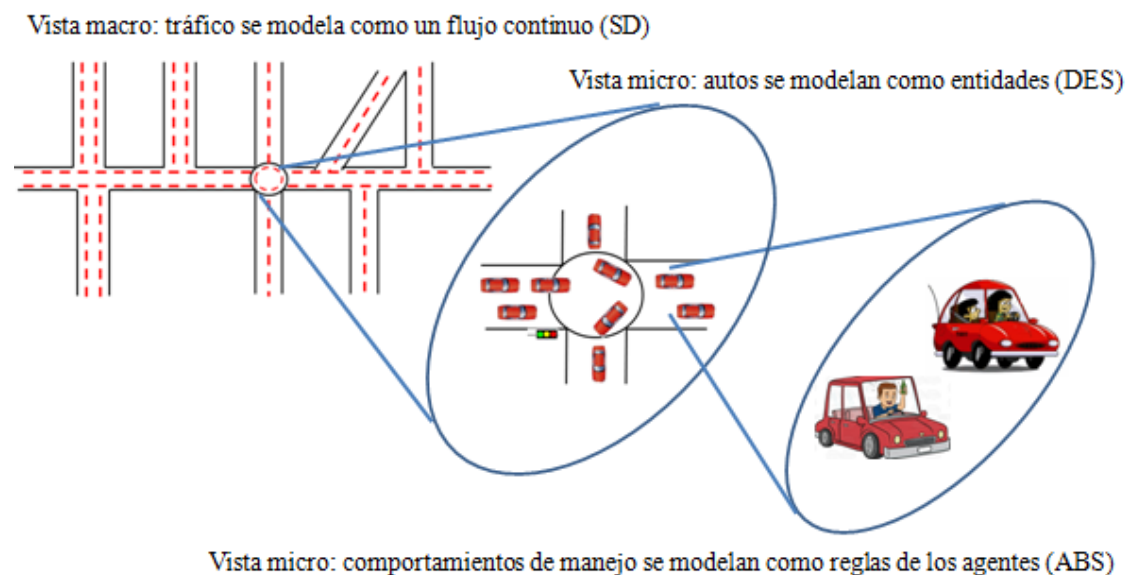 Vista macro: tráfico se modela como un flujo continuo (SD)
Vista micro: autos se modelan como entidades (DES)
Vista micro: comportamientos de manejo se modelan como reglas de los agentes (ABS)